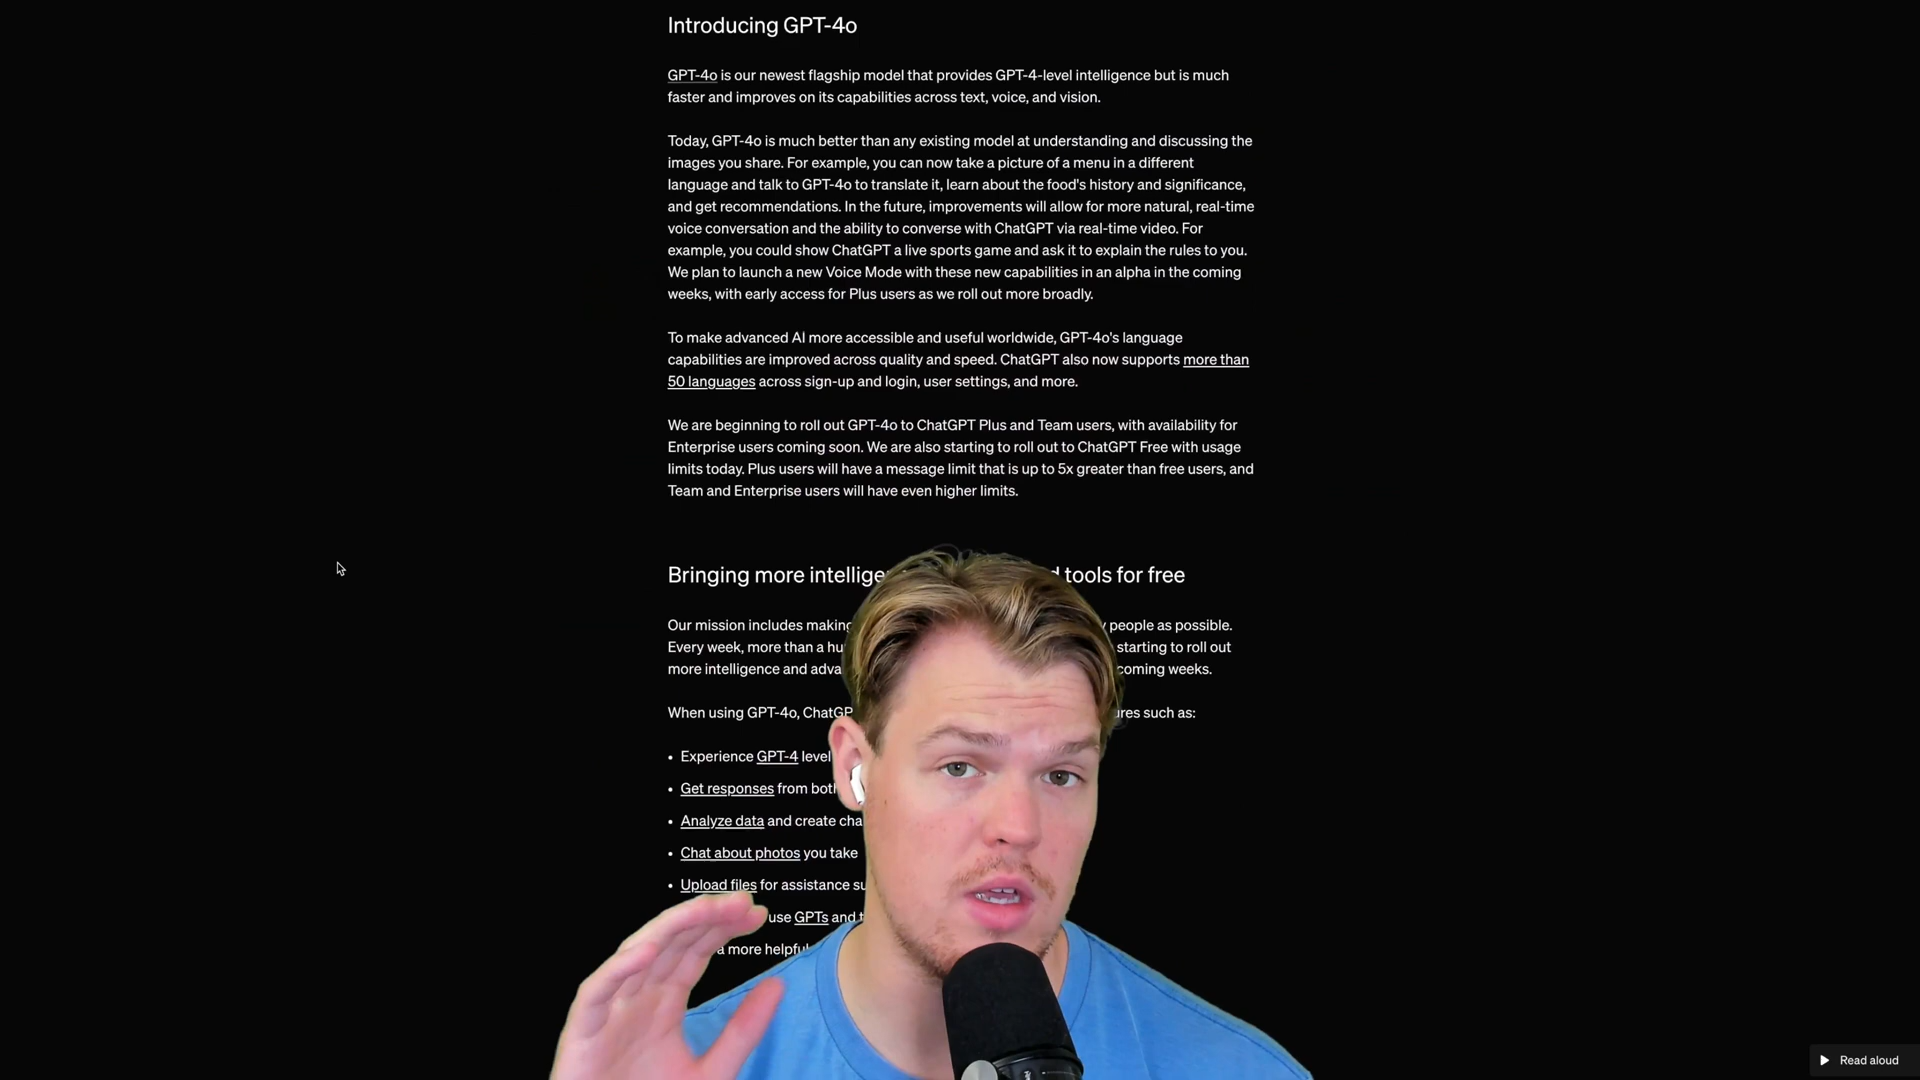 Introducing GPT-4o
GPT-4o is our newest flagship model that provides GPT-4-level intelligence but is much
faster and improves on its capabilities across text, voice, and vision.
Today, GPT-4o is much better than any existing model at understanding and discussing the
images you share. For example, you can now take a picture of a menu in a different
language and talk to GPT-4o to translate it, learn about the food's history and significance,
and get recommendations. In the future, improvements will allow for more natural, real-time
voice conversation and the ability to converse with ChatGPT via real-time video. For
example, you could show ChatGPT a live sports game and ask it to explain the rules to you.
We plan to launch a new Voice Mode with these new capabilities in an alpha in the coming
weeks, with early access for Plus users as we roll out more broadly.
To make advanced AI more accessible and useful worldwide, GPT-4o's language
capabilities are improved across quality and speed. ChatGPT also now supports more than
50 languages across sign-up and login, user settings, and more.
We are beginning to roll out GPT-4o to ChatGPT Plus and Team users, with availability for
Enterprise users coming soon. We are also starting to roll out to ChatGPT Free with usage
limits today. Plus users will have a message limit that is up to 5x greater than free users, and
Team and Enterprise users will have even higher limits.
Bringing more tools for free
Our mission includes making people as possible.
Every week, more than a starting to roll out
more intelligence and coming weeks.
When using GPT-4o, such as:
• Experience GPT-4 level
• Get responses from
• Analyze data and create
• Chat about photos you take
• Upload files for assistance
use GPTs and
a more
Read aloud